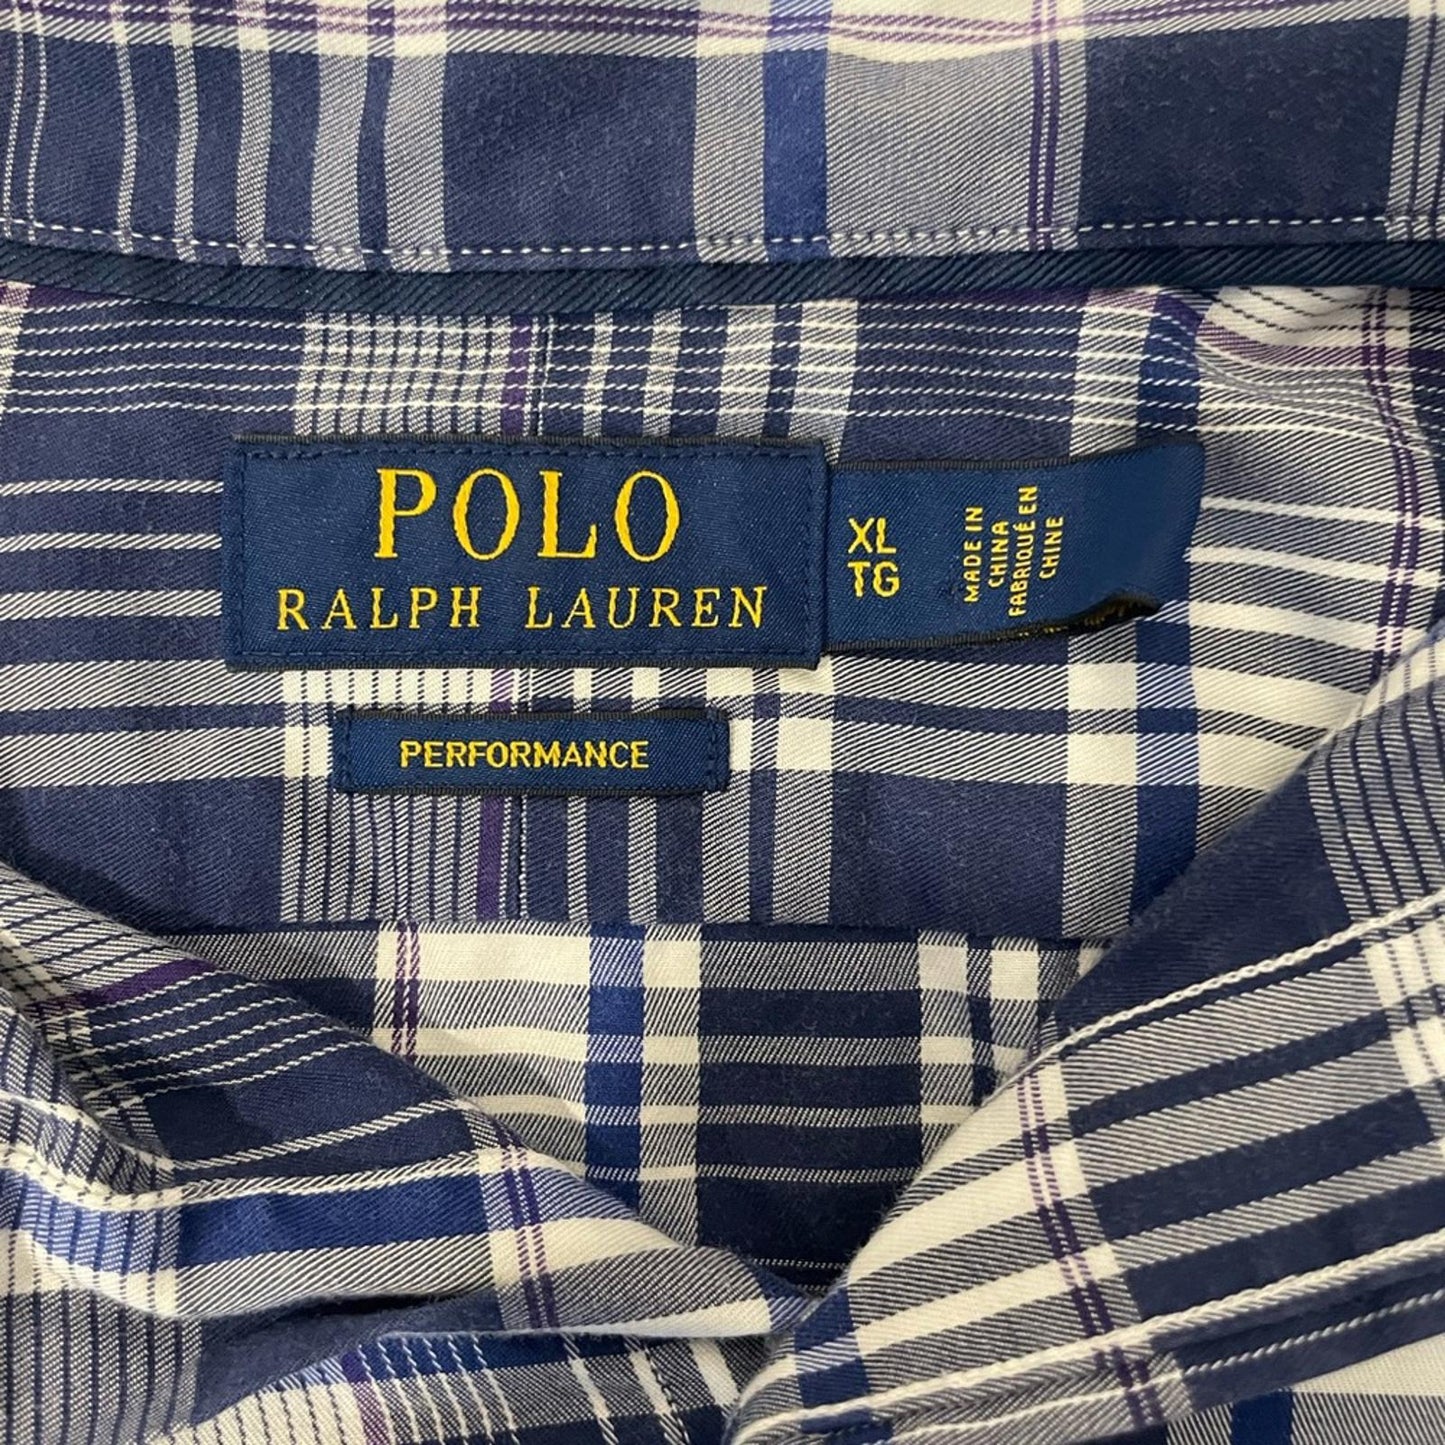 POLO
RALPH LAUREN
XL
TG
MADE IN
CHINA
FABRIQUÉ EN
CHINE
PERFORMANCE